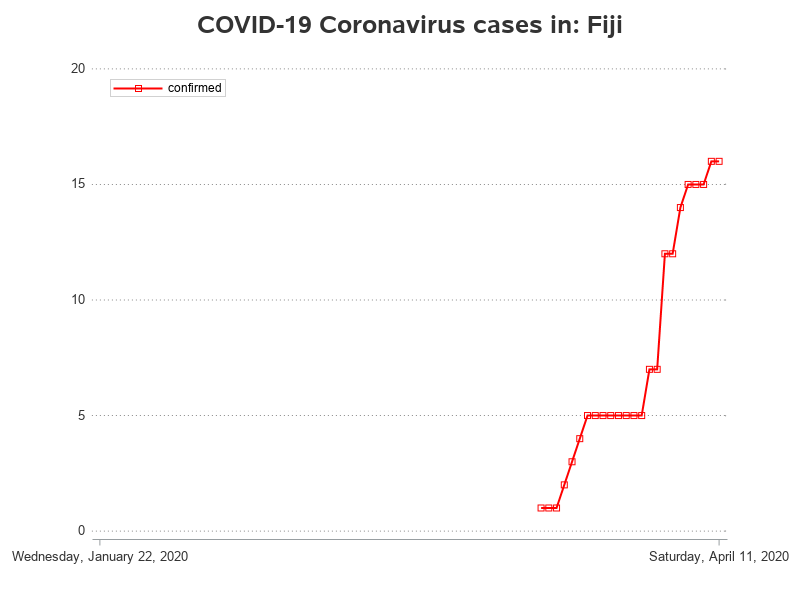 COVID-19 Coronavirus cases in: Fiji
20
confirmed
15
10
5
0
Wednesday, January 22, 2020 Saturday, April 11, 2020